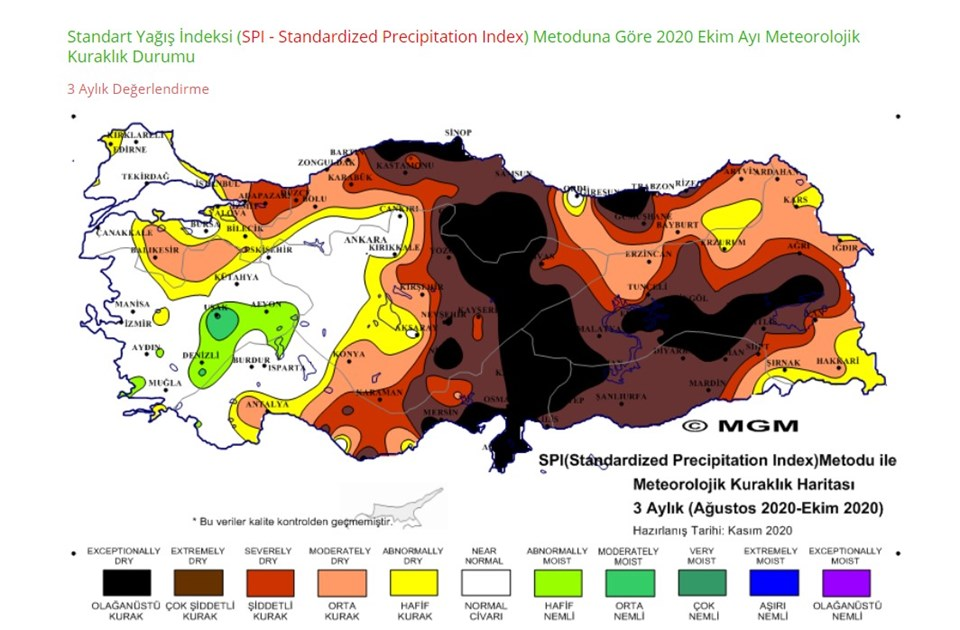 Standart Yağış İndeksi (SPI - Standardized Precipitation Index) Metoduna Göre 2020 Ekim Ayı Meteorolojik
Kuraklık Durumu
3 Aylık Değerlendirme
SİNOP
KIRKLARELİ
EDİRNE
BARTIN
ZONGULDAK
KASTAMONU
SAMSUN
TEKİRDAĞ
İSTANBUL
KARABÜK
ORDU
GİRESUN
TRABZON
RİZE
ARTVİN
ARDAHAN
DÜZCE
BOLU
KARS
YALOVA
ÇANKIRI
GÜMÜŞHANE
BAYBURT
ÇANAKKALE
BURSA
BİLECİK
ANKARA
KIRIKKALE
ERZURUM
AĞRI
IĞDIR
BALIKESİR
ESKİŞEHİR
ERZİNCAN
KÜTAHYA
TUNCELİ
MANİSA
UŞAK
AFYON
KIRŞEHİR
NEVŞEHİR
KAYSERİ
İZMİR
AKSARAY
MALATYA
AYDIN
DENİZLİ
BURDUR
ISPARTA
KONYA
SİİRT
ŞIRNAK
HAKKARİ
MUĞLA
KARAMAN
MARDİN
ANTALYA
MERSİN
ŞANLIURFA
© MGM
SPI(Standardized Precipitation Index)Metodu ile
Meteorolojik Kuraklık Haritası
3 Aylık (Ağustos 2020-Ekim 2020)
Hazırlanış Tarihi: Kasım 2020
* Bu veriler kalite kontrolden geçmemiştir.
EXCEPTIONALLY DRY
EXTREMELY DRY
SEVERELY DRY
MODERATELY DRY
ABNORMALLY DRY
NEAR NORMAL
ABNORMALLY MOIST
MODERATELY MOIST
VERY MOIST
EXTREMELY MOIST
EXCEPTIONALLY MOIST
OLAĞANÜSTÜ KURAK
ÇOK ŞİDDETLİ KURAK
ŞİDDETLİ KURAK
ORTA KURAK
HAFİF KURAK
NORMAL CİVARI
HAFİF NEMLİ
ORTA NEMLİ
ÇOK NEMLİ
AŞIRI NEMLİ
OLAĞANÜSTÜ NEMLİ